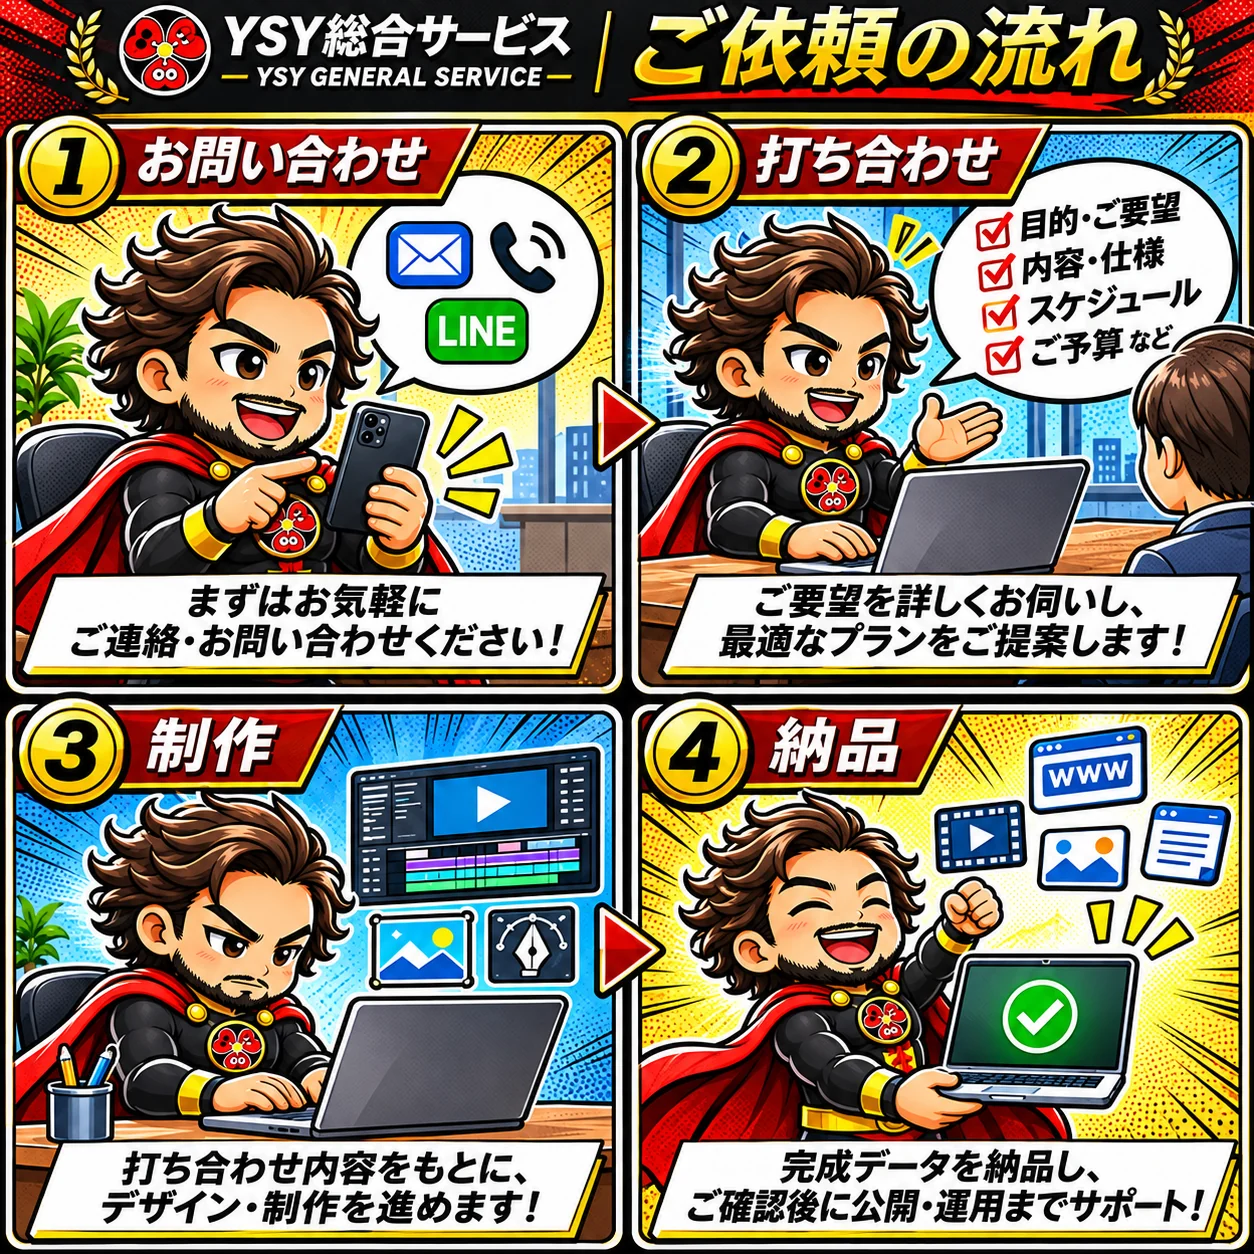 YSY総合サービス
YSY GENERAL SERVICE
ご依頼の流れ
1 お問い合わせ
LINE
まずはお気軽に
ご連絡・お問い合わせください！
2 打ち合わせ
目的・ご要望
内容・仕様
スケジュール
ご予算 など
ご要望を詳しくお伺いし、
最適なプランをご提案します！
3 制作
打ち合わせ内容をもとに、
デザイン・制作を進めます！
4 納品
WWW
完成データを納品し、
ご確認後に公開・運用までサポート！